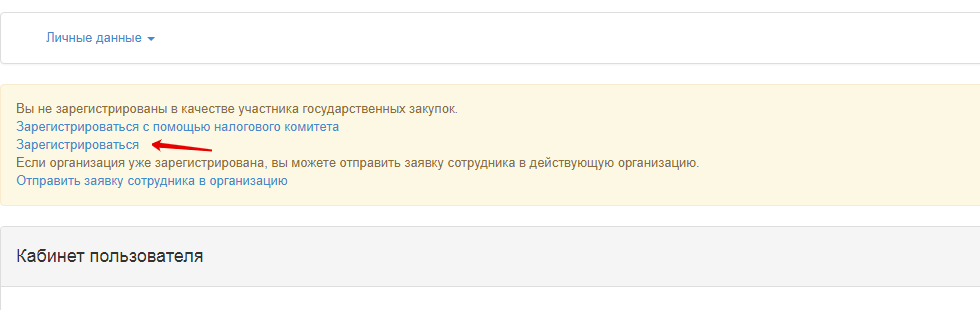 Личные данные
Вы не зарегистрированы в качестве участника государственных закупок.
Зарегистрироваться с помощью налогового комитета
Зарегистрироваться
Если организация уже зарегистрирована, вы можете отправить заявку сотрудника в действующую организацию.
Отправить заявку сотрудника в организацию
Кабинет пользователя